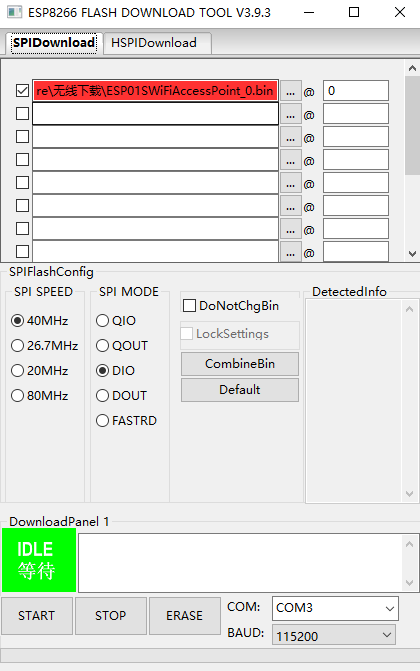 ESP8266 FLASH DOWNLOAD TOOL V3.9.3
SPIDownload HSPIDownload
re\无线下载\ESP01SWiFiAccessPoint_0.bin ... @ 0
... @
... @
... @
... @
... @
... @
... @
SPIFlashConfig
SPI SPEED
40MHz
26.7MHz
20MHz
80MHz
SPI MODE
QIO
QOUT
DIO
DOUT
FASTRD
DoNotChgBin
LockSettings
CombineBin
Default
DetectedInfo
DownloadPanel 1
IDLE
等待
START STOP ERASE
COM: COM3
BAUD: 115200